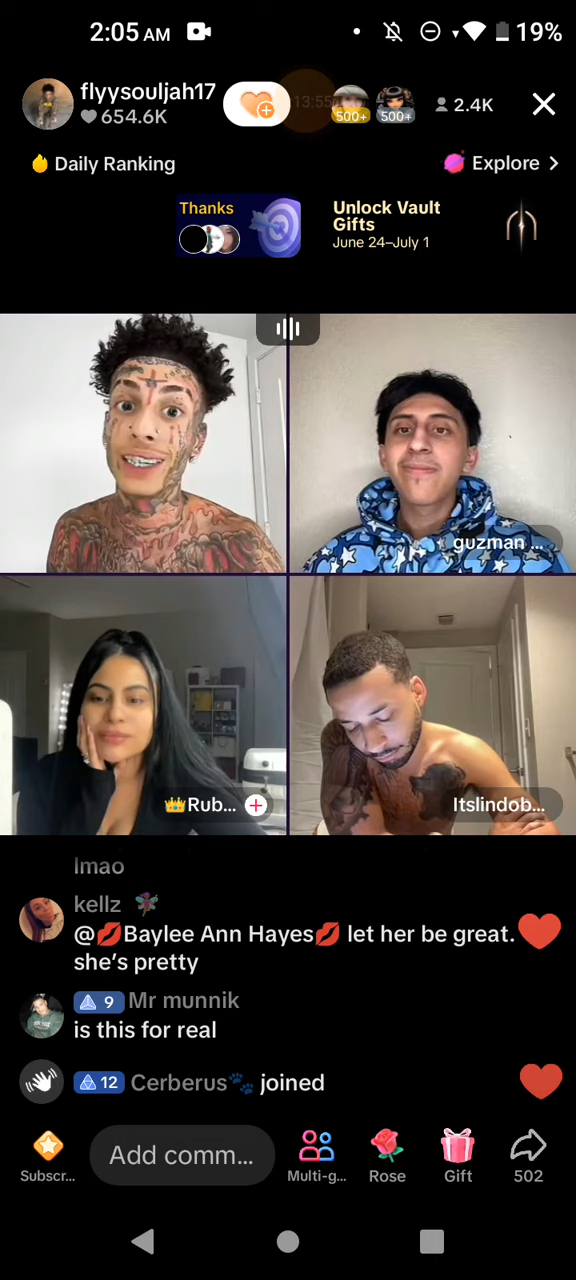 2:05 AM
19%
flyysouljah17
654.6K
13:55
500+
500+
2.4K
Daily Ranking
Explore >
Thanks
Unlock Vault
Gifts
June 24–July 1
guzman ...
Rub...
Itslindob...
lmao
kellz
@💋Baylee Ann Hayes💋 let her be great.
she's pretty
9 Mr munnik
is this for real
12 Cerberus🐾 joined
Subscr...
Add comm...
Multi-g...
Rose
Gift
502